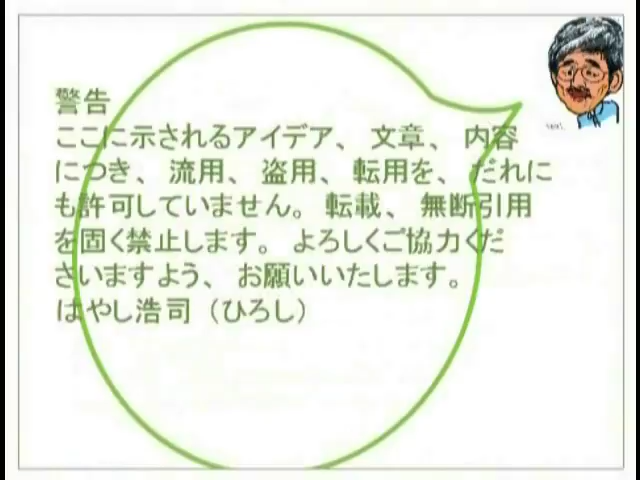 警告
ここに示されるアイデア、文章、内容
につき、流用、盗用、転用を、だれに
も許可していません。転載、無断引用
を固く禁止します。よろしくご協力くだ
さいますよう、お願いいたします。
はやし浩司（ひろし）